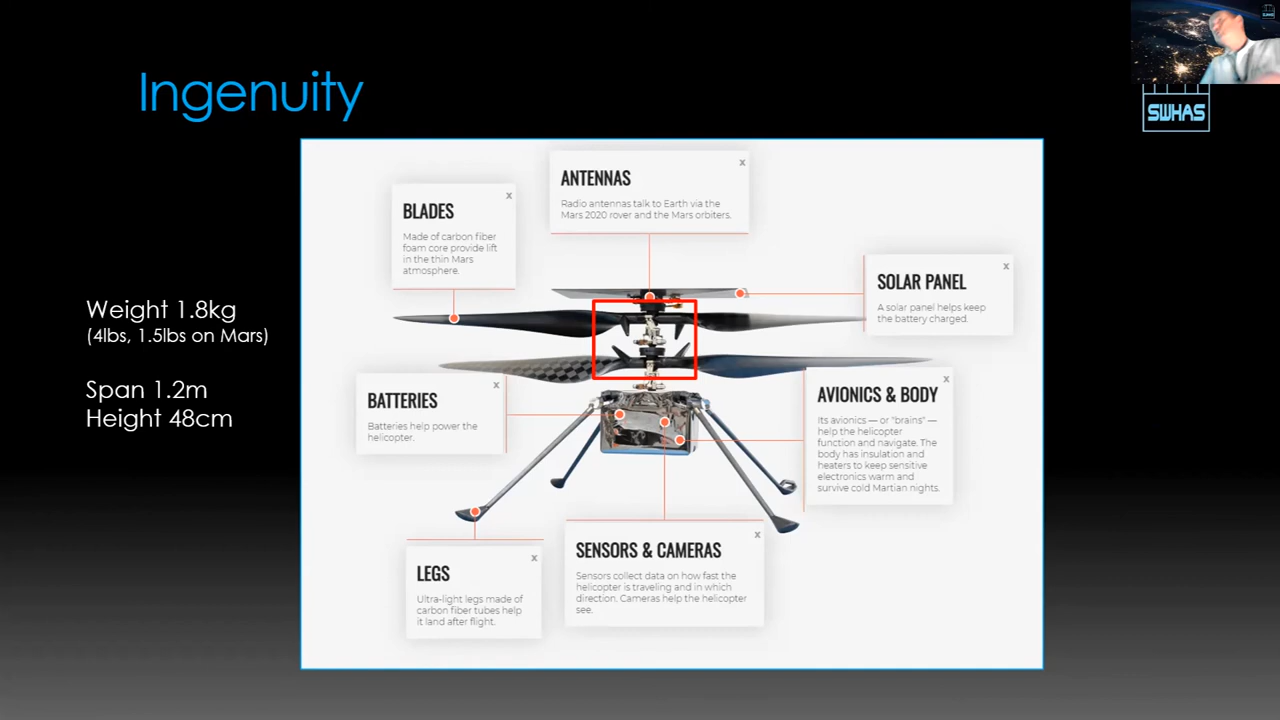 Ingenuity
SWHAS
Weight 1.8kg
(4lbs, 1.5lbs on Mars)
Span 1.2m
Height 48cm
ANTENNAS
x
Radio antennas talk to Earth via the
Mars 2020 rover and the Mars orbiters.
BLADES
x
Made of carbon fiber
foam core provide lift
in the thin Mars
atmosphere.
SOLAR PANEL
x
A solar panel helps keep
the battery charged.
BATTERIES
x
Batteries help power the
helicopter.
AVIONICS & BODY
x
Its avionics — or "brains" —
help the helicopter
function and navigate. The
body has insulation and
heaters to keep sensitive
electronics warm and
survive cold Martian nights.
SENSORS & CAMERAS
x
Sensors collect data on how fast the
helicopter is traveling and in which
direction. Cameras help the helicopter
see.
LEGS
x
Ultra-light legs made of
carbon fiber tubes help
it land after flight.